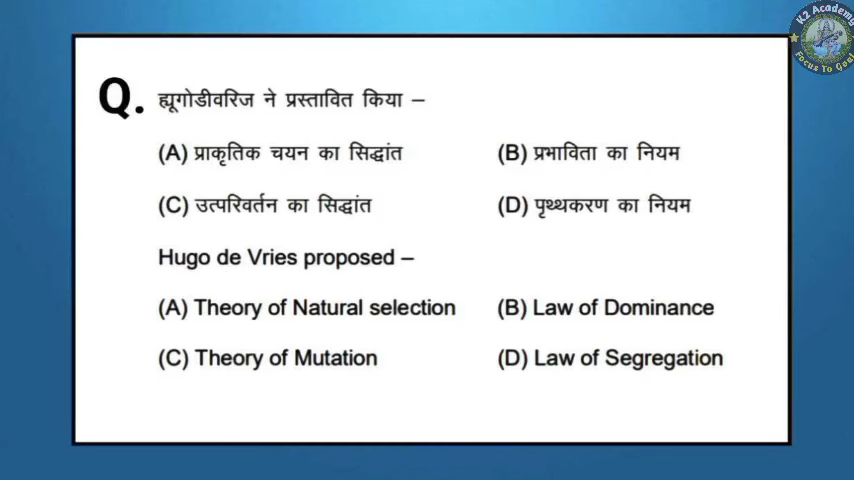 K2 Academy
Focus To Goal
Q. ह्यूगोडीवरिज ने प्रस्तावित किया –
(A) प्राकृतिक चयन का सिद्धांत (B) प्रभाविता का नियम
(C) उत्परिवर्तन का सिद्धांत (D) पृथ्थकरण का नियम
Hugo de Vries proposed –
(A) Theory of Natural selection (B) Law of Dominance
(C) Theory of Mutation (D) Law of Segregation